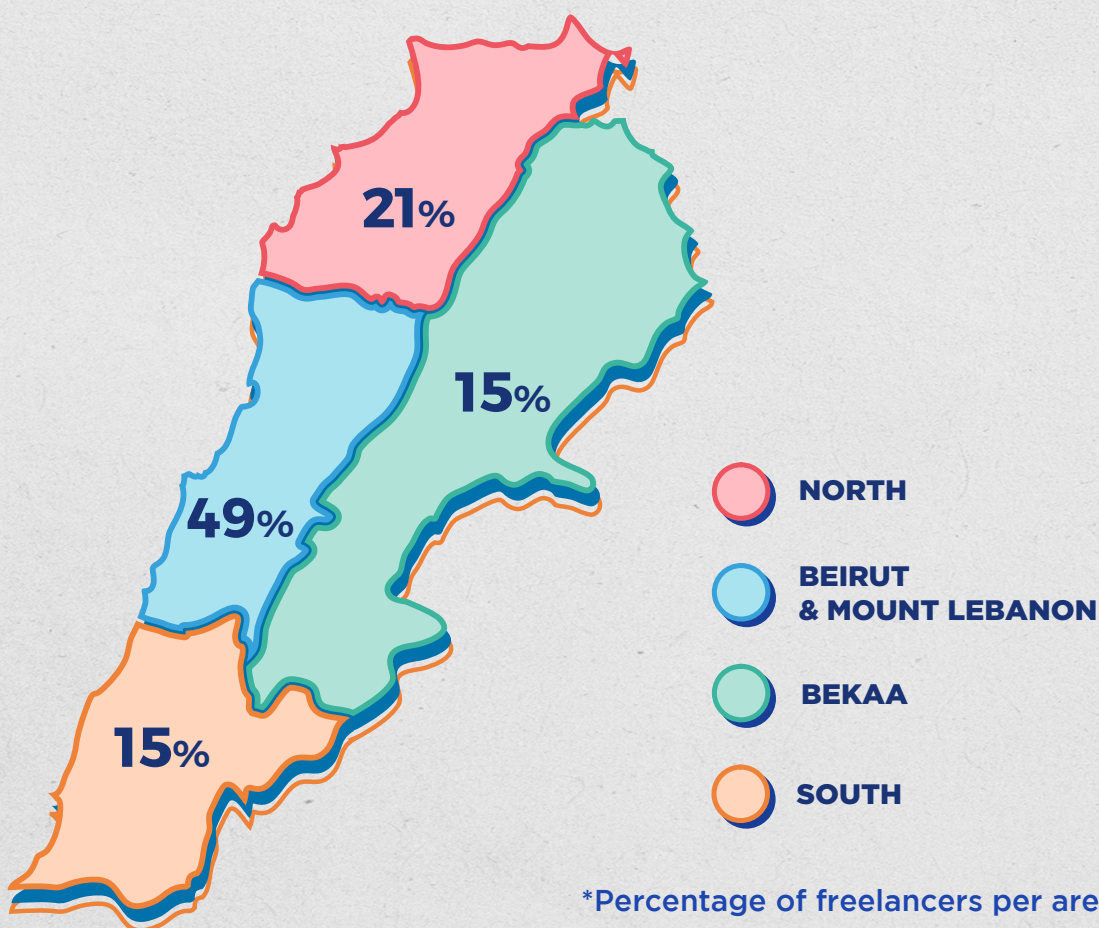 21%
15%
49%
15%
NORTH
BEIRUT
& MOUNT LEBANON
BEKAA
SOUTH
*Percentage of freelancers per are